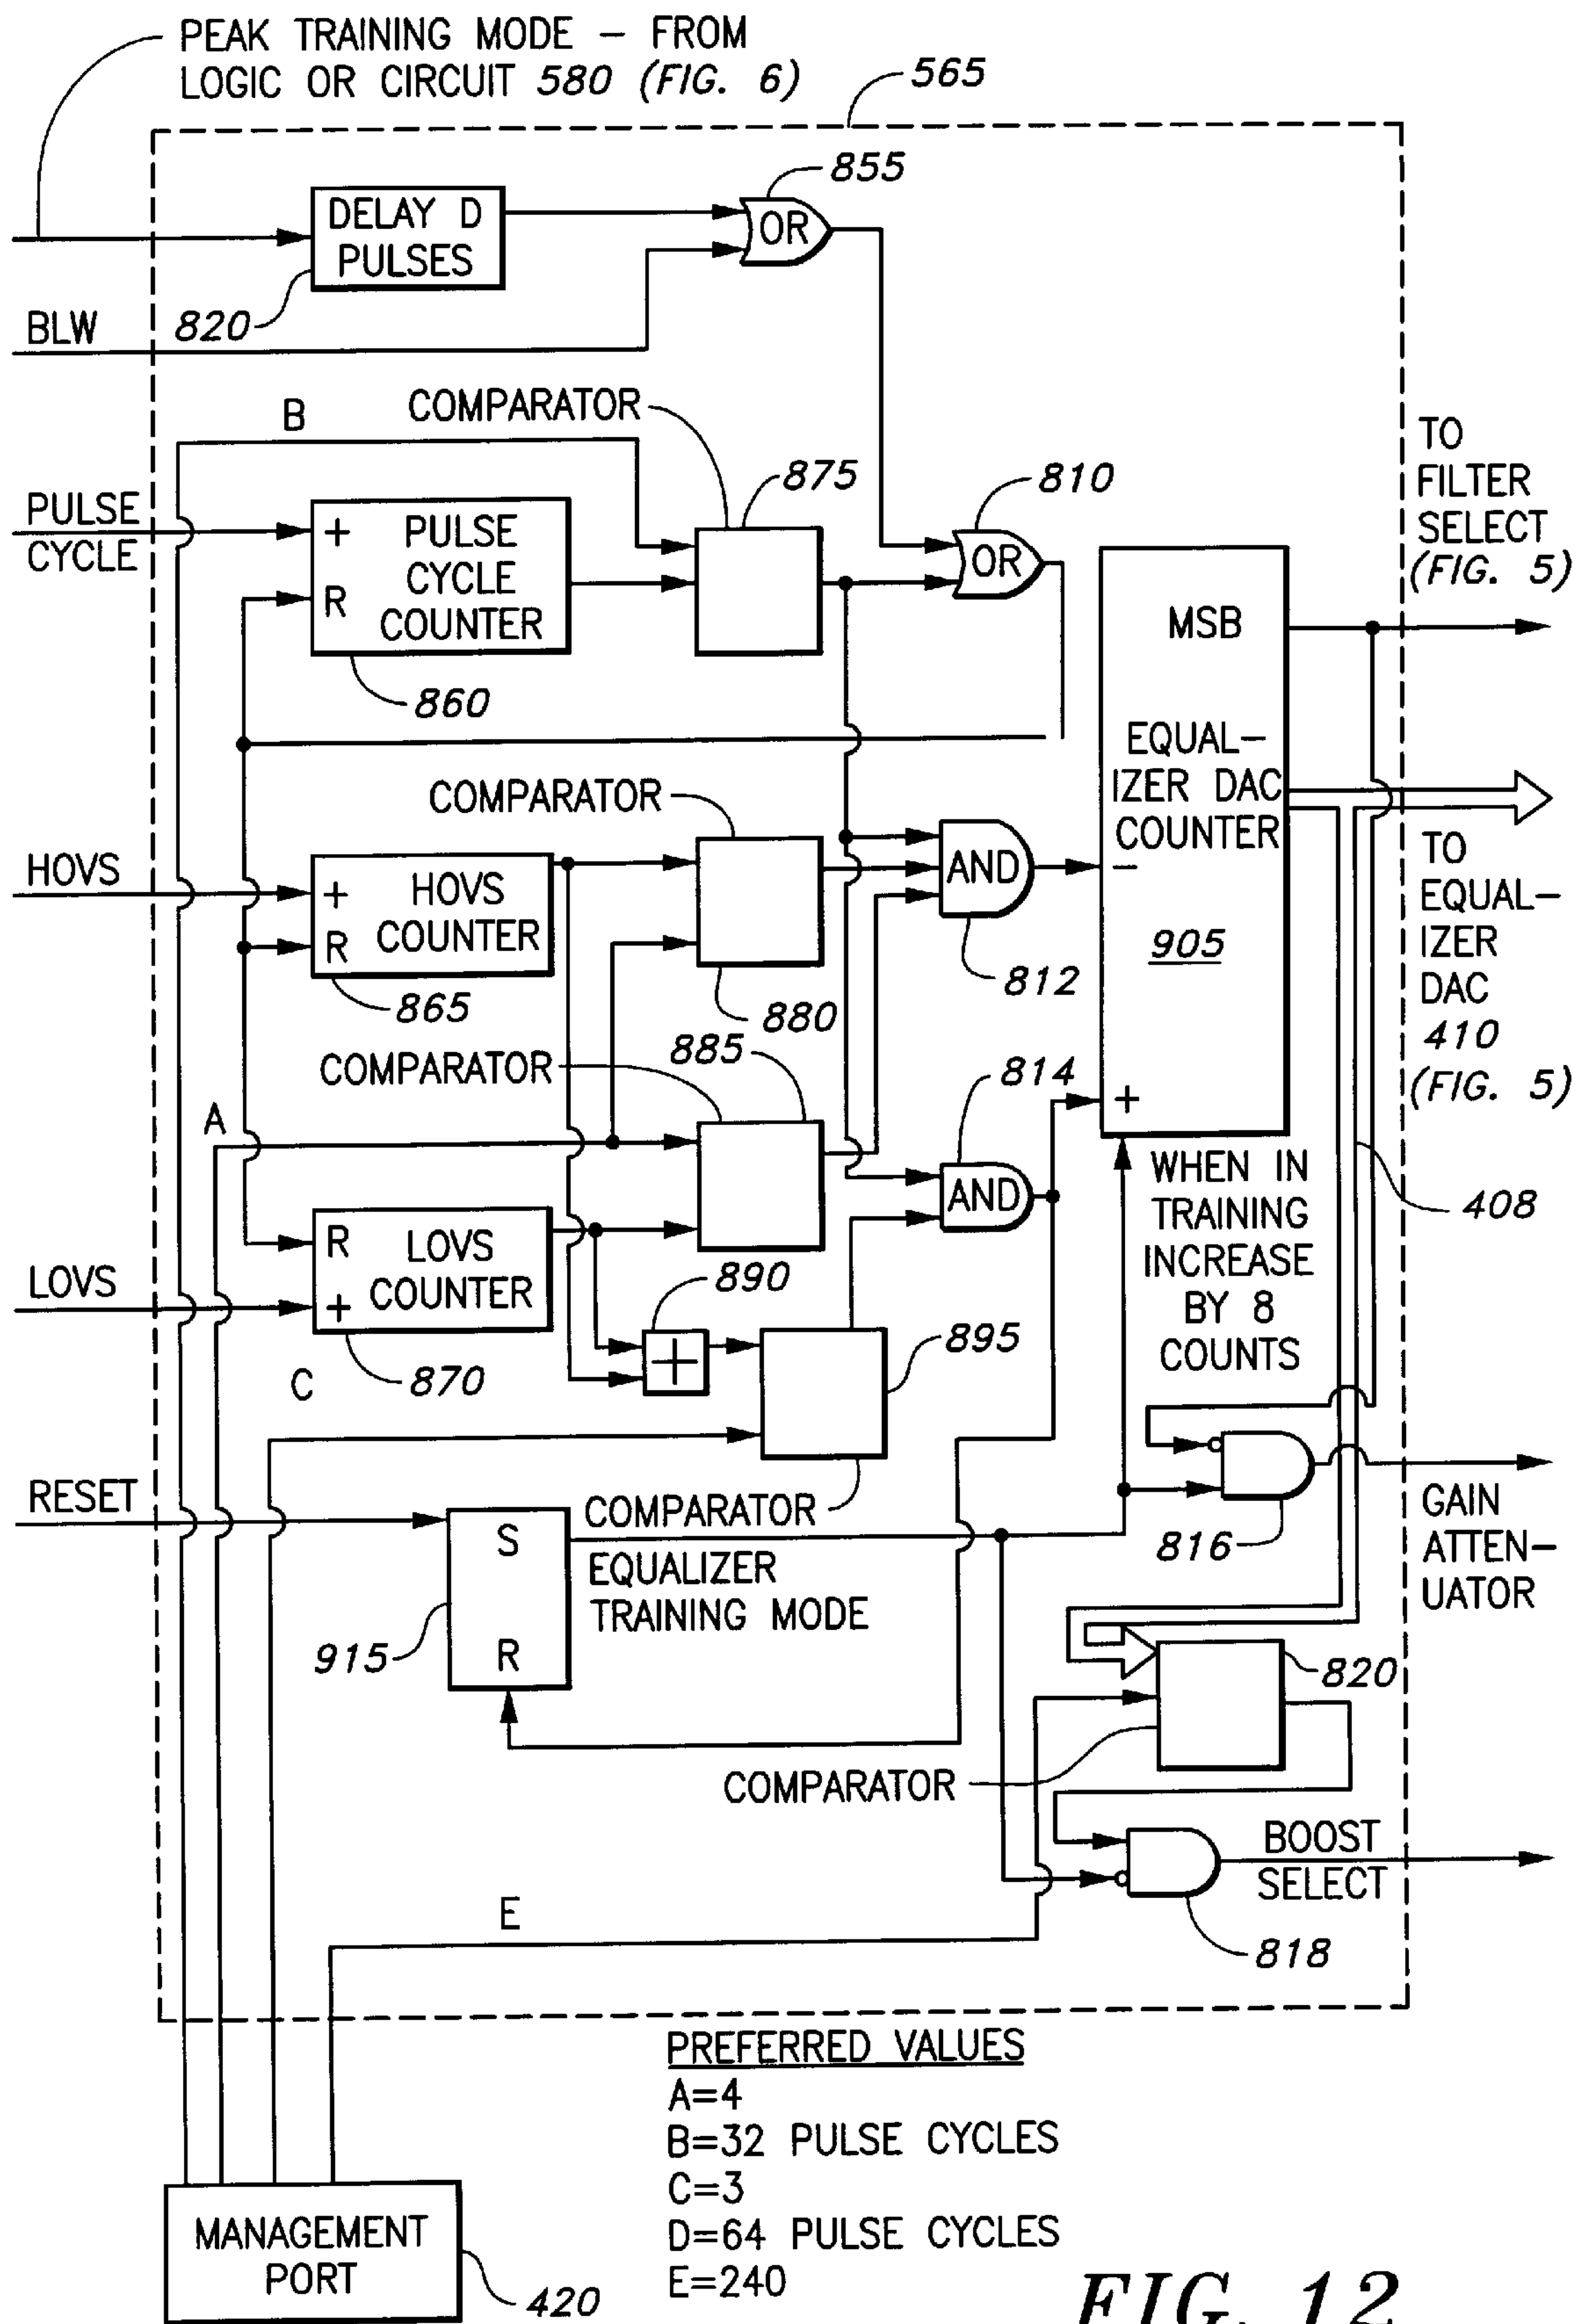 PEAK TRAINING MODE – FROM
LOGIC OR CIRCUIT 580 (FIG. 6)
565
855
DELAY D
PULSES
OR
820
BLW
B
COMPARATOR
875
810
TO
FILTER
SELECT
(FIG. 5)
PULSE
CYCLE
+
R
PULSE
CYCLE
COUNTER
OR
860
MSB
EQUAL–
IZER DAC
COUNTER
–
905
+
COMPARATOR
HOVS
+
R
HOVS
COUNTER
AND
865
880
812
TO
EQUAL–
IZER
DAC
410
(FIG. 5)
885
COMPARATOR
814
A
AND
WHEN IN
TRAINING
INCREASE
BY 8
COUNTS
408
LOVS
R
+
LOVS
COUNTER
890
+
895
C
870
RESET
COMPARATOR
816
GAIN
ATTEN–
UATOR
S
R
EQUALIZER
TRAINING MODE
915
820
COMPARATOR
BOOST
SELECT
E
818
PREFERRED VALUES
A=4
B=32 PULSE CYCLES
C=3
D=64 PULSE CYCLES
E=240
MANAGEMENT
PORT
420
FIG. 12